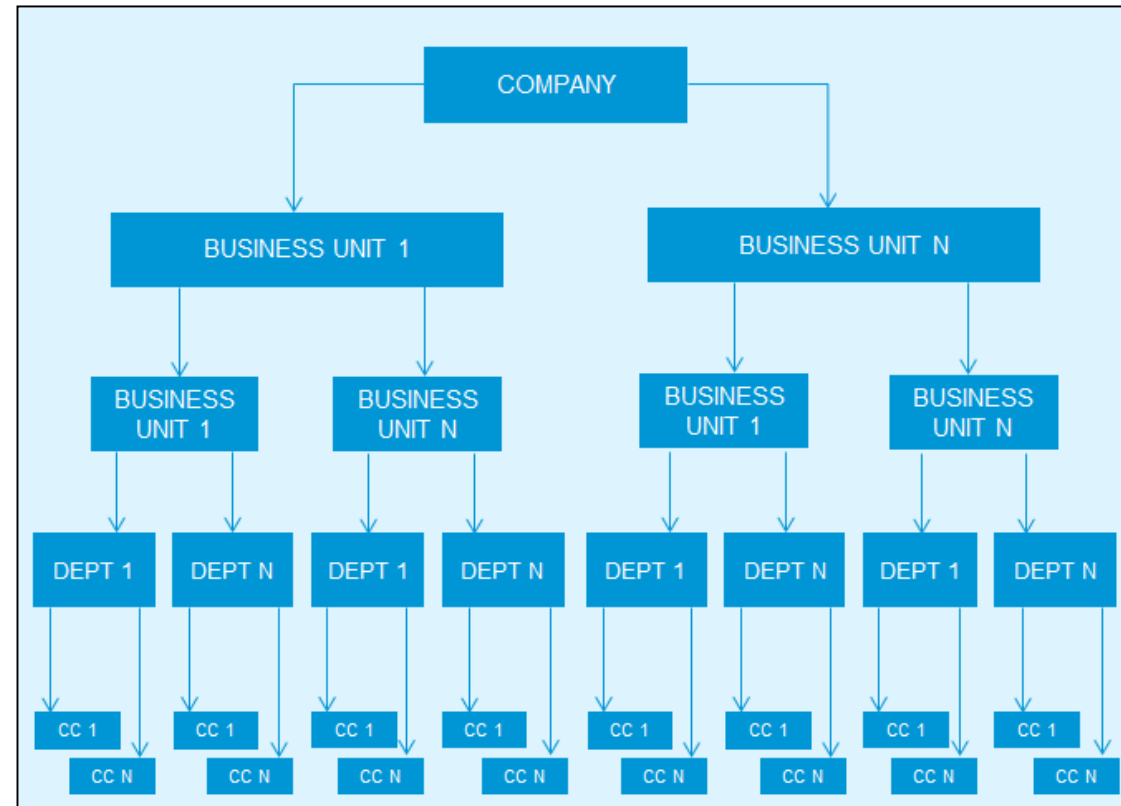 COMPANY
BUSINESS UNIT 1
BUSINESS UNIT N
BUSINESS
UNIT 1
BUSINESS
UNIT N
BUSINESS
UNIT 1
BUSINESS
UNIT N
DEPT 1
DEPT N
DEPT 1
DEPT N
DEPT 1
DEPT N
DEPT 1
DEPT N
CC 1
CC 1
CC 1
CC 1
CC 1
CC 1
CC 1
CC 1
CC N
CC N
CC N
CC N
CC N
CC N
CC N
CC N